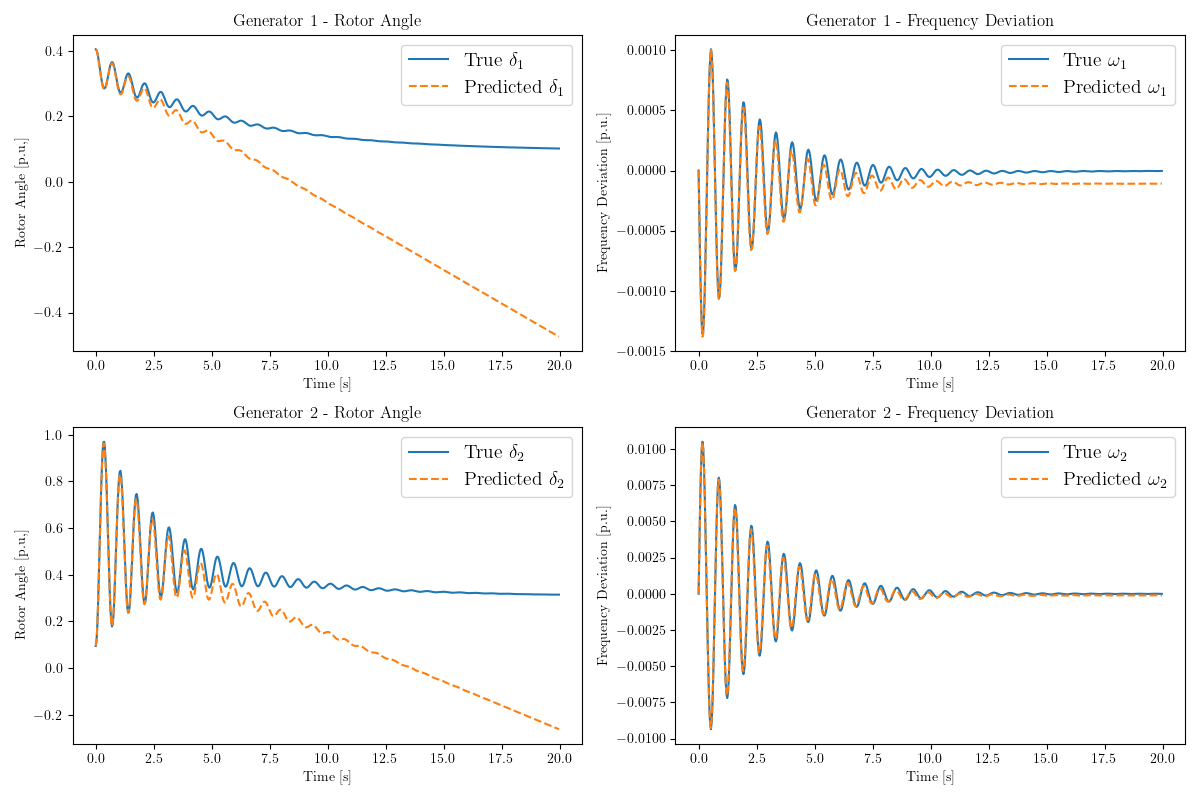 Generator 1 - Rotor Angle
True δ₁
Predicted δ₁
Rotor Angle [p.u,]
0.4
0.2
0.0
−0.2
−0.4
0.0 2.5 5.0 7.5 10.0 12.5 15.0 17.5 20.0
Time [s]
Generator 1 - Frequency Deviation
True ω₁
Predicted ω₁
Frequency Deviation [p.u.]
0.0010
0.0005
0.0000
−0.0005
−0.0010
−0.0015
0.0 2.5 5.0 7.5 10.0 12.5 15.0 17.5 20.0
Time [s]
Generator 2 - Rotor Angle
True δ₂
Predicted δ₂
Rotor Angle [p.u,]
1.0
0.8
0.6
0.4
0.2
0.0
−0.2
0.0 2.5 5.0 7.5 10.0 12.5 15.0 17.5 20.0
Time [s]
Generator 2 - Frequency Deviation
True ω₂
Predicted ω₂
Frequency Deviation [p.u.]
0.0100
0.0075
0.0050
0.0025
0.0000
−0.0025
−0.0050
−0.0075
−0.0100
0.0 2.5 5.0 7.5 10.0 12.5 15.0 17.5 20.0
Time [s]